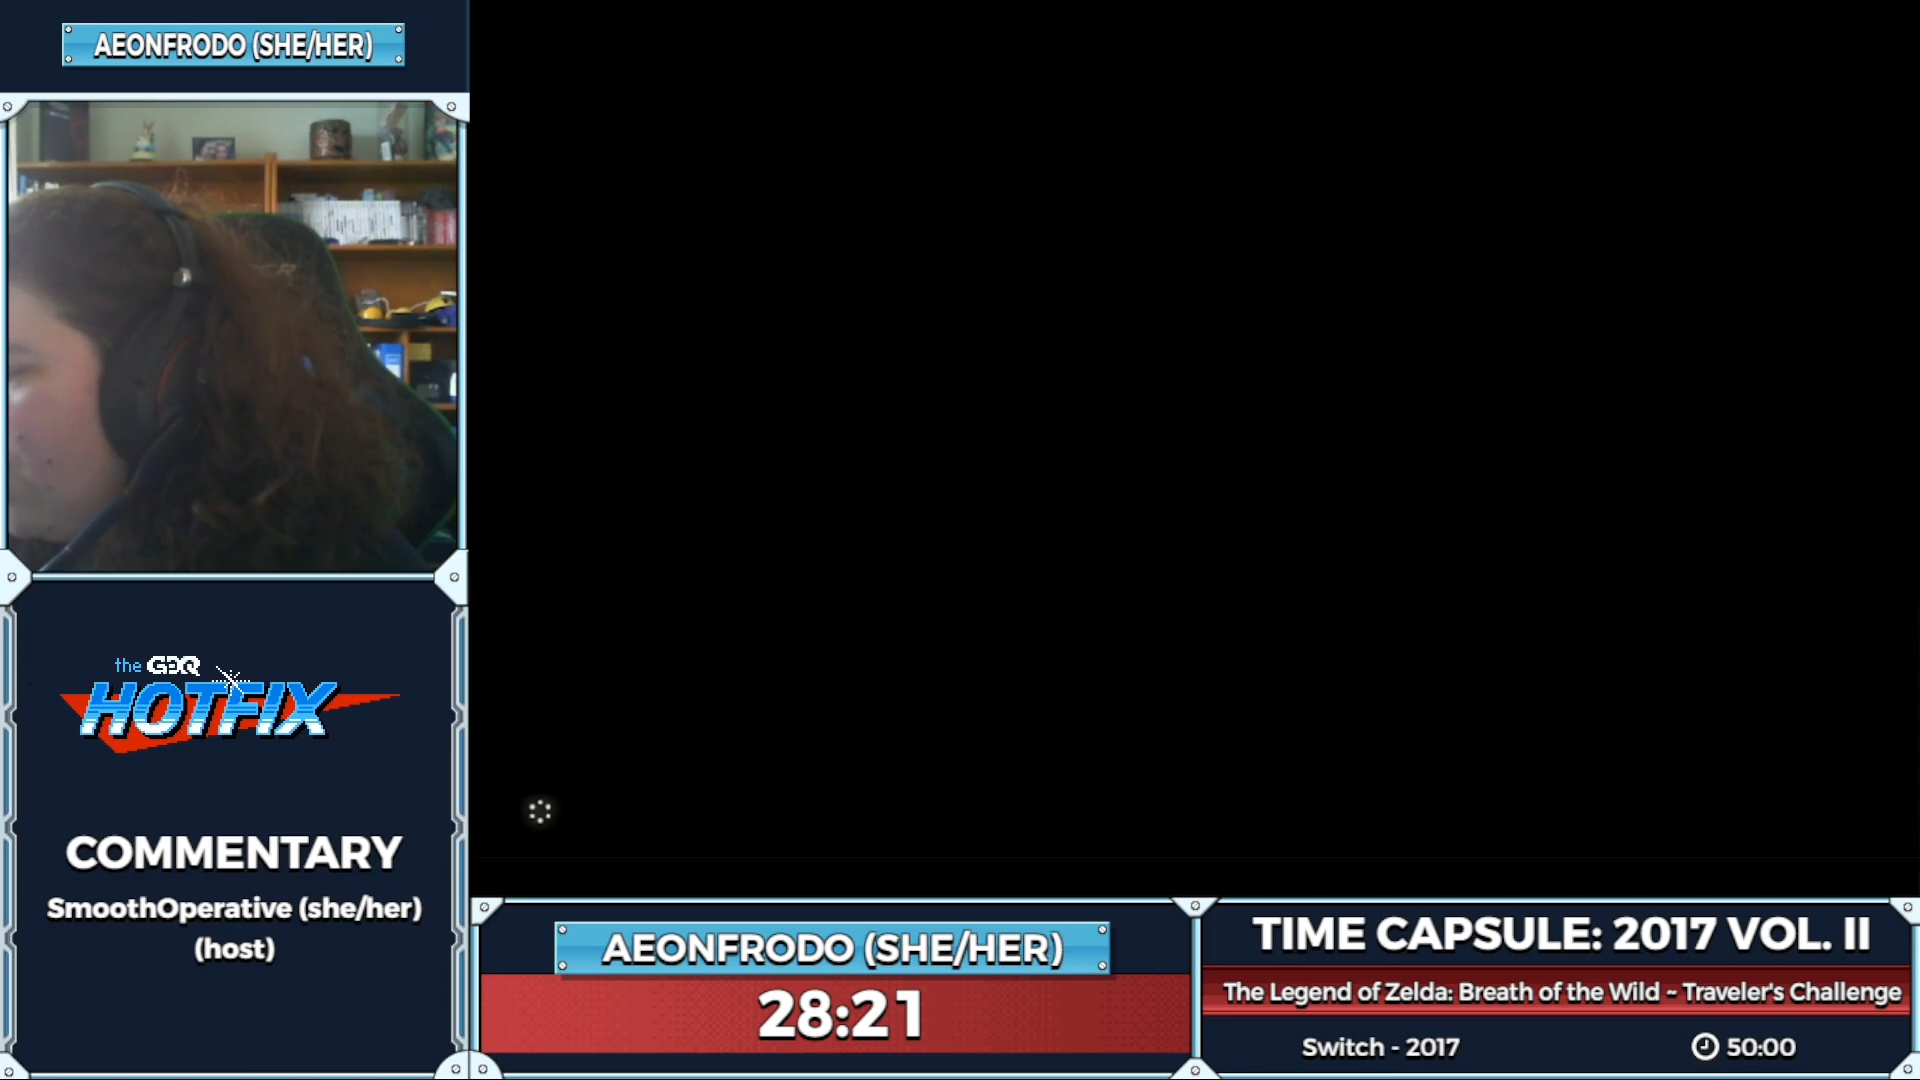 AEONFRODO (SHE/HER)
the GDQ
HOTFIX
COMMENTARY
SmoothOperative (she/her)
(host)
AEONFRODO (SHE/HER)
28:21
TIME CAPSULE: 2017 VOL. II
The Legend of Zelda: Breath of the Wild ~ Traveler's Challenge
Switch - 2017
50:00